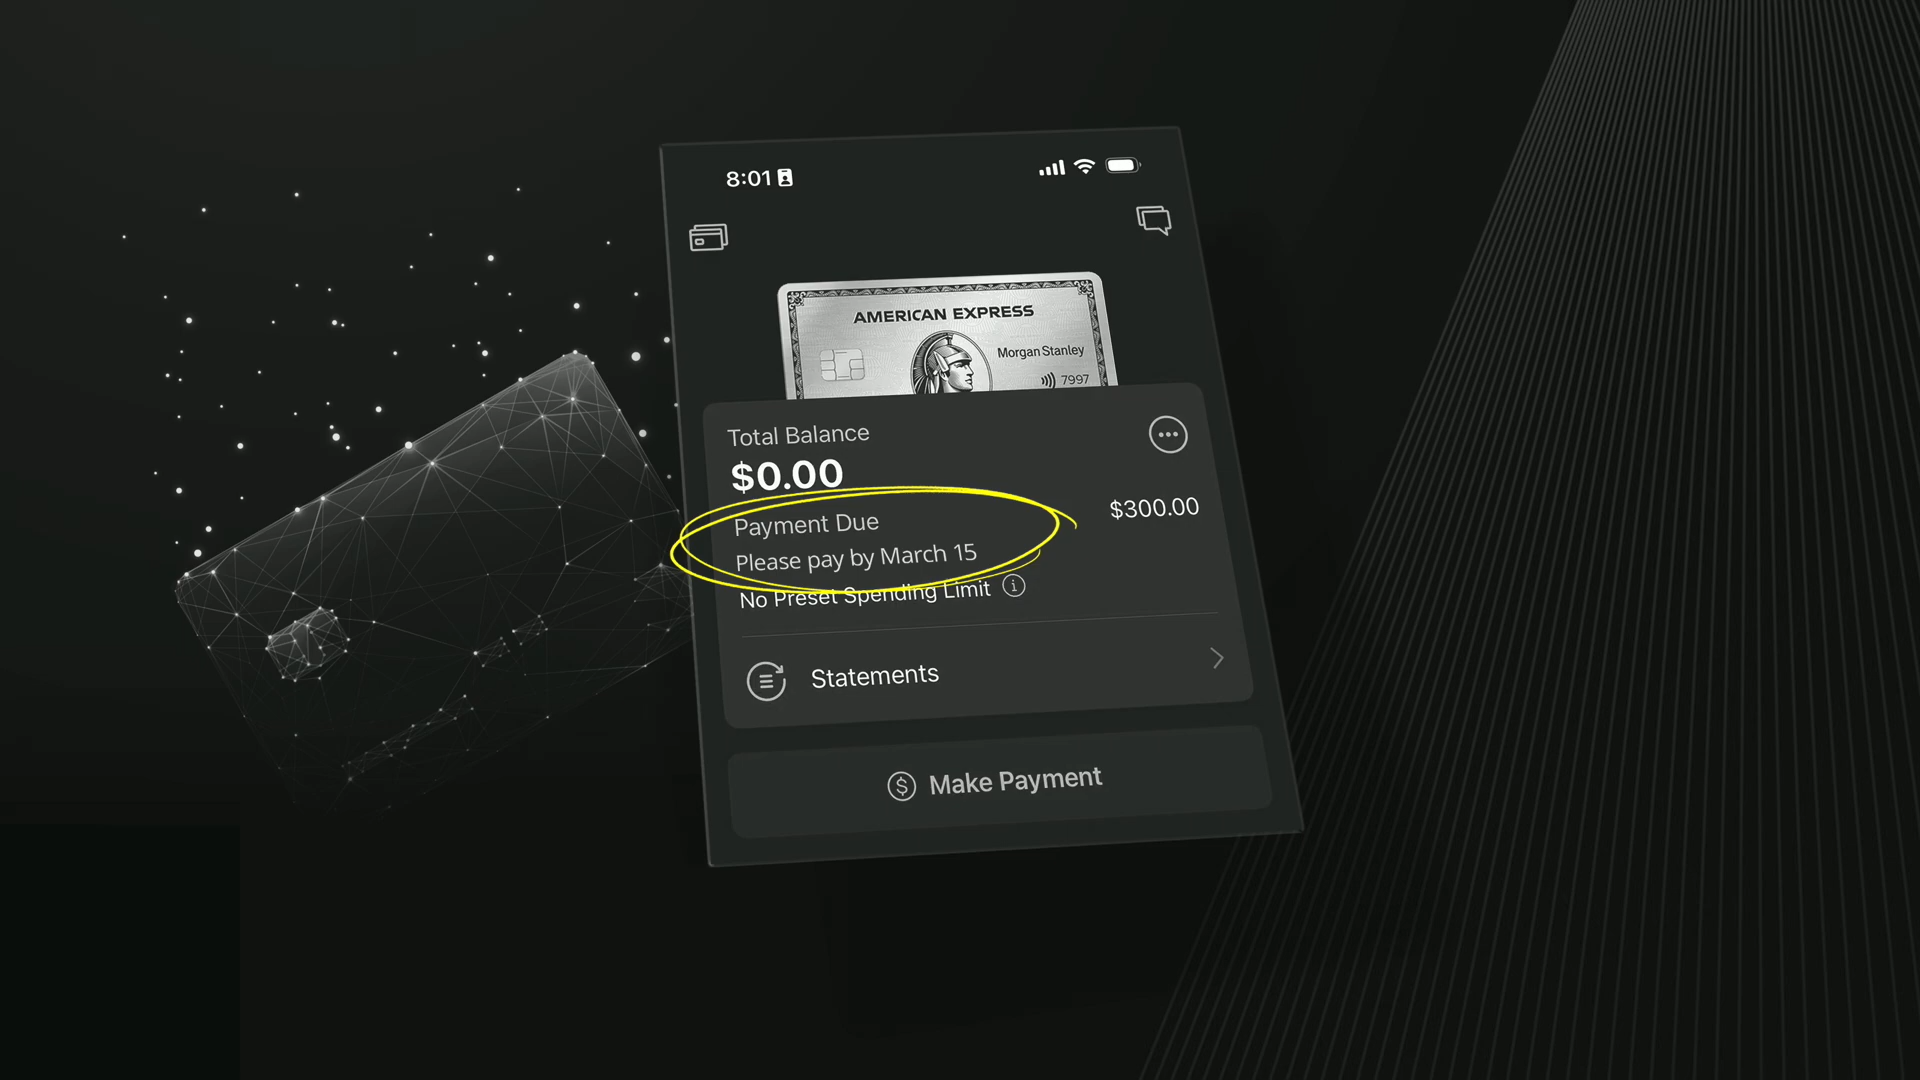 8:01
AMERICAN EXPRESS
Morgan Stanley
7997
Total Balance
$0.00
Payment Due
$300.00
Please pay by March 15
No Preset Spending Limit
Statements
Make Payment